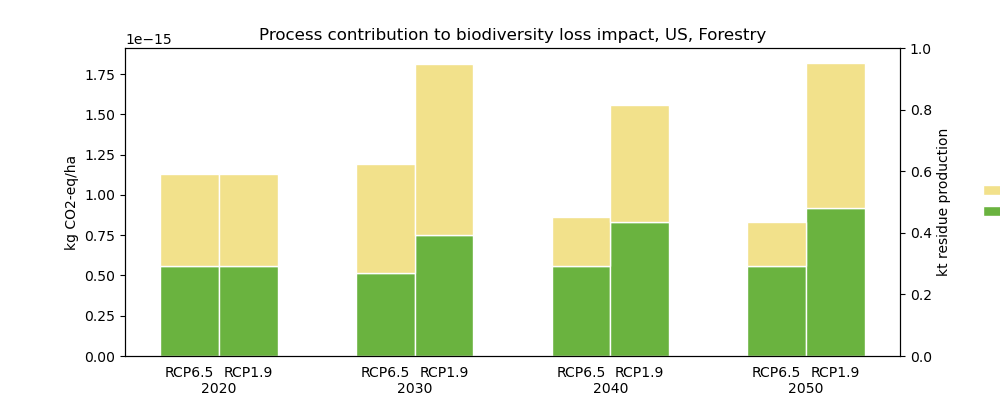 Process contribution to biodiversity loss impact, US, Forestry
1e−15
kg CO2-eq/ha
1.75
1.50
1.25
1.00
0.75
0.50
0.25
0.00
1.0
0.8
0.6
0.4
0.2
0.0
kt residue production
RCP6.5 RCP1.9 RCP6.5 RCP1.9 RCP6.5 RCP1.9 RCP6.5 RCP1.9
2020 2030 2040 2050